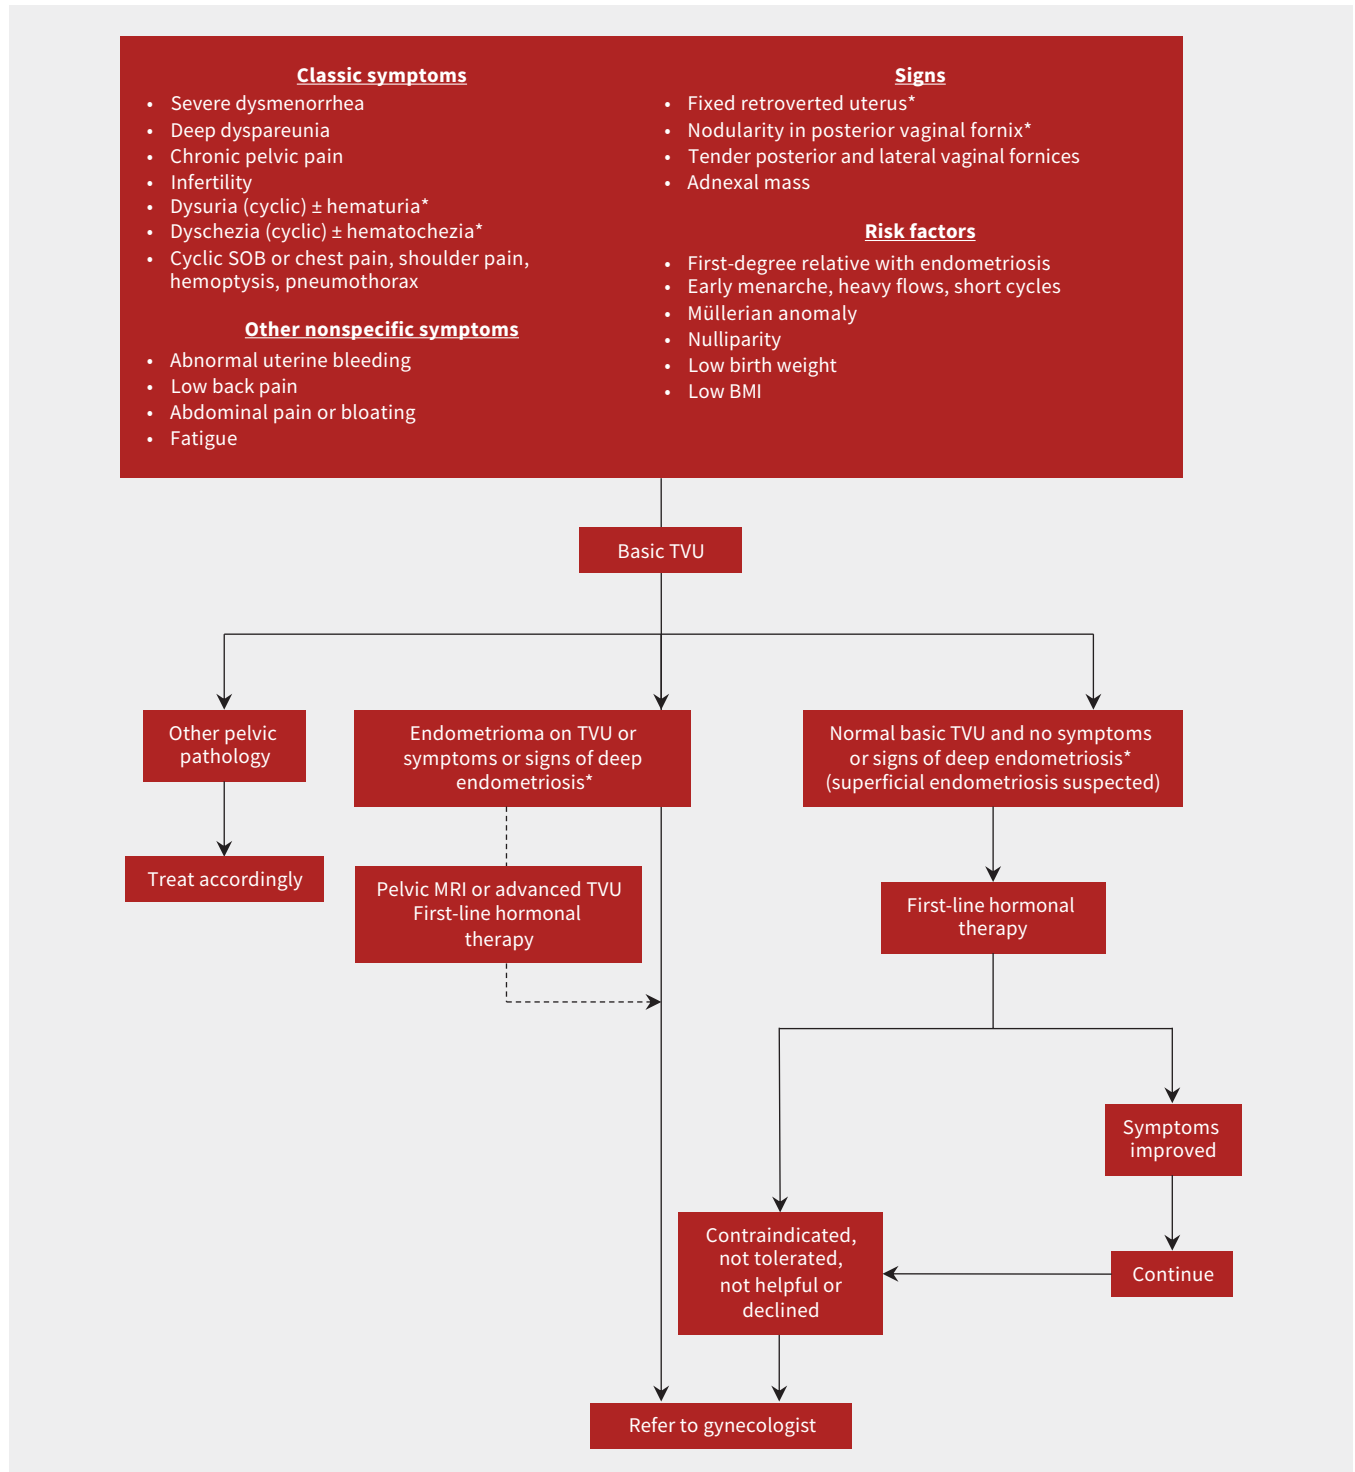 Classic symptoms
• Severe dysmenorrhea
• Deep dyspareunia
• Chronic pelvic pain
• Infertility
• Dysuria (cyclic) ± hematuria*
• Dyschezia (cyclic) ± hematochezia*
• Cyclic SOB or chest pain, shoulder pain,
hemoptysis, pneumothorax
Other nonspecific symptoms
• Abnormal uterine bleeding
• Low back pain
• Abdominal pain or bloating
• Fatigue
Signs
• Fixed retroverted uterus*
• Nodularity in posterior vaginal fornix*
• Tender posterior and lateral vaginal fornices
• Adnexal mass
Risk factors
• First-degree relative with endometriosis
• Early menarche, heavy flows, short cycles
• Müllerian anomaly
• Nulliparity
• Low birth weight
• Low BMI
Basic TVU
Other pelvic
pathology
Treat accordingly
Endometrioma on TVU or
symptoms or signs of deep
endometriosis*
Pelvic MRI or advanced TVU
First-line hormonal
therapy
Normal basic TVU and no symptoms
or signs of deep endometriosis*
(superficial endometriosis suspected)
First-line hormonal
therapy
Symptoms
improved
Continue
Contraindicated,
not tolerated,
not helpful or
declined
Refer to gynecologist